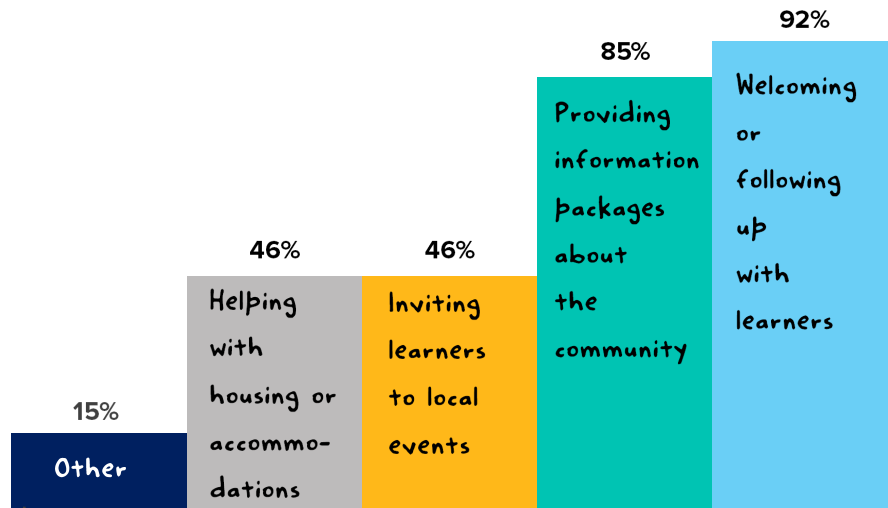 15%
Other
46%
Helping
with
housing or
accommo-
dations
46%
Inviting
learners
to local
events
85%
Providing
information
packages
about
the
community
92%
Welcoming
or
following
up
with
learners